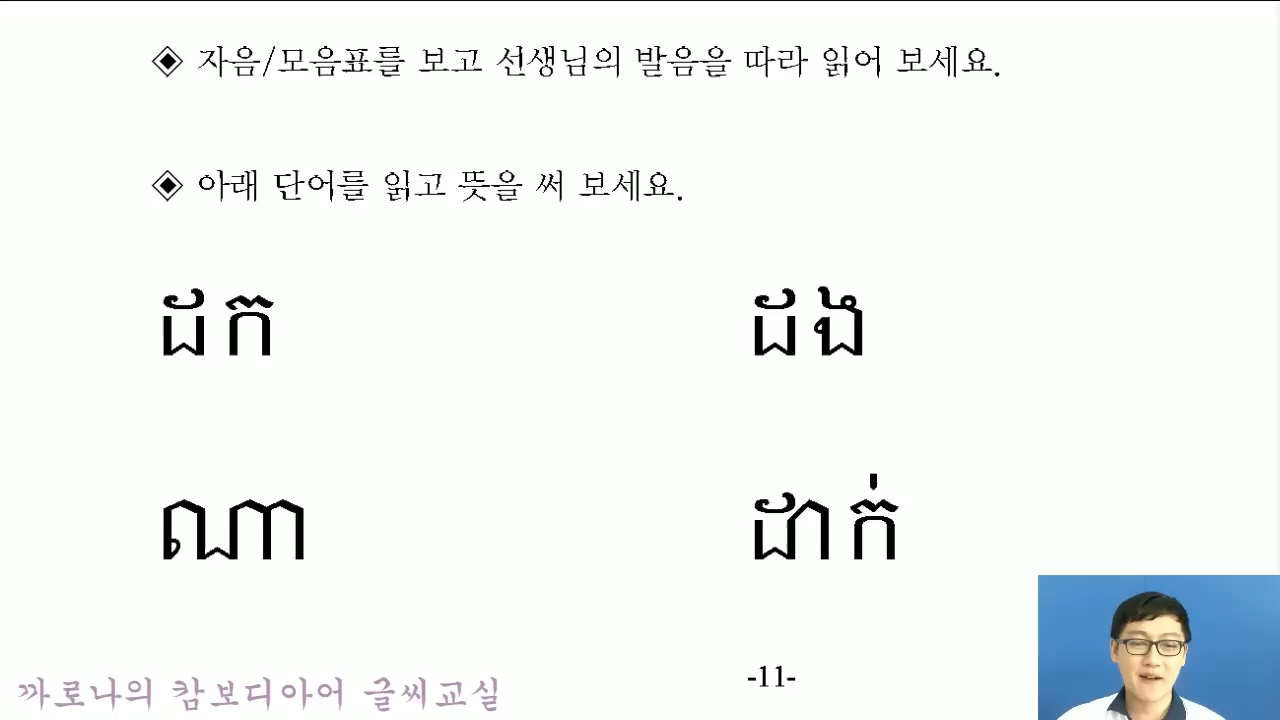 ◈ 자음/모음표를 보고 선생님의 발음을 따라 읽어 보세요.
◈ 아래 단어를 읽고 뜻을 써 보세요.
ដក ដង
ណា ដាក់
-11-
까로나의 캄보디아어 글씨교실